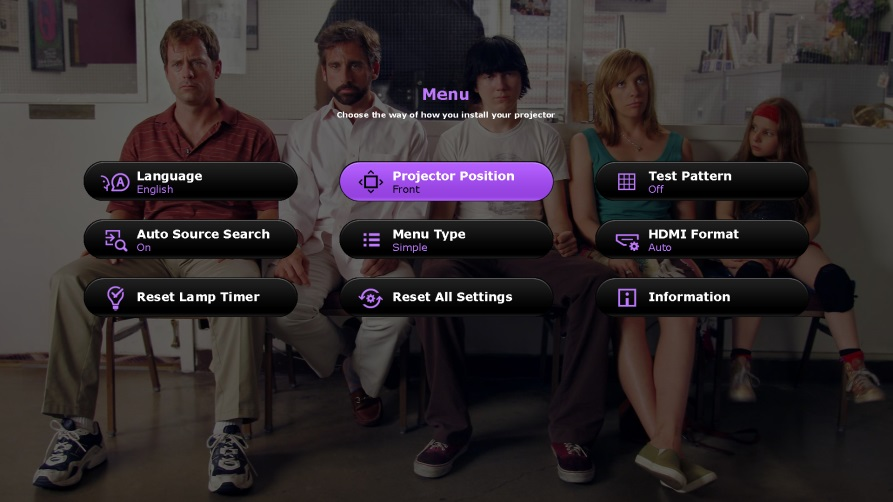 Menu
Choose the way of how you install your projector
Language
English
Projector Position
Front
Test Pattern
Off
Auto Source Search
On
Menu Type
Simple
HDMI Format
Auto
Reset Lamp Timer
Reset All Settings
Information